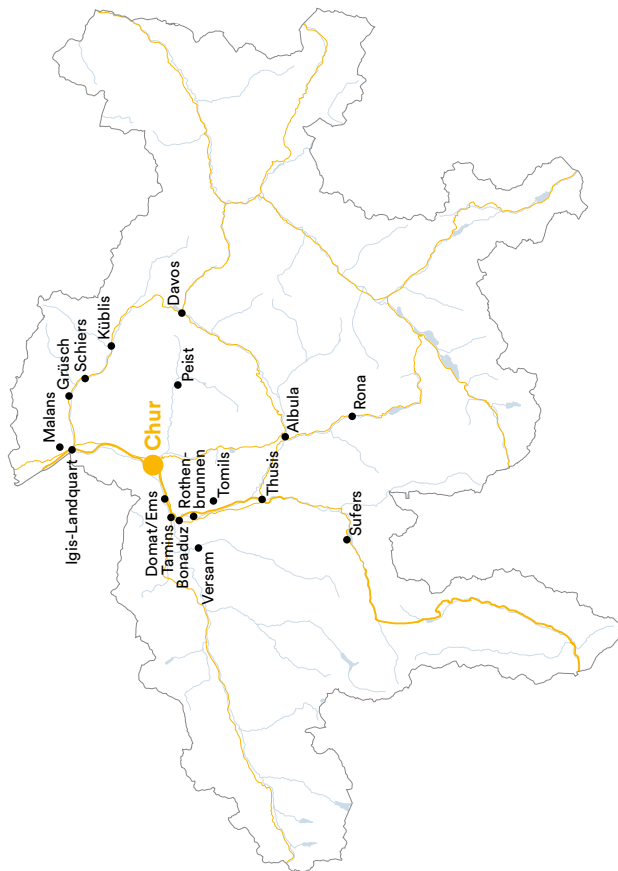 Malans
Grüsch
Schiers
Küblis
Davos
Igis-Landquart
Chur
Peist
Domat/Ems
Tamins
Bonaduz
Rothen-
brunnen
Tomils
Versam
Thusis
Albula
Rona
Sufers